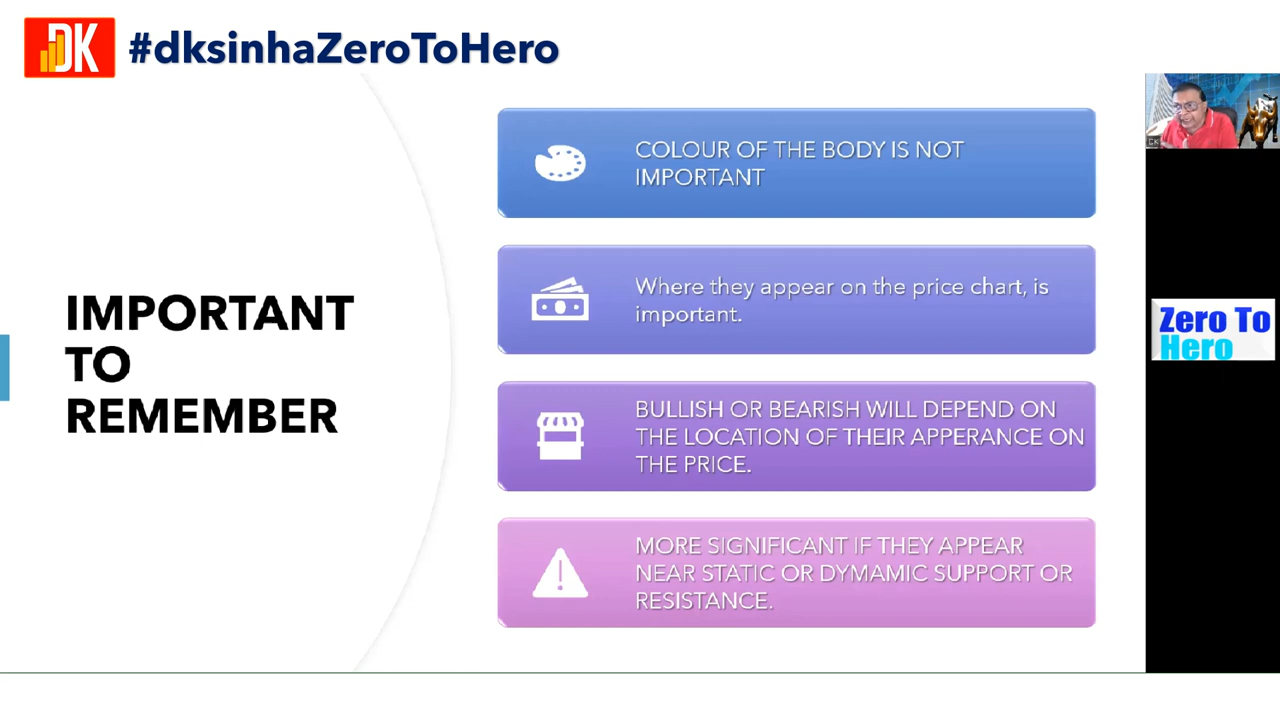 DK
#dksinhaZeroToHero
IMPORTANT
TO
REMEMBER
COLOUR OF THE BODY IS NOT
IMPORTANT
Where they appear on the price chart, is
important.
BULLISH OR BEARISH WILL DEPEND ON
THE LOCATION OF THEIR APPERANCE ON
THE PRICE.
MORE SIGNIFICANT IF THEY APPEAR
NEAR STATIC OR DYMAMIC SUPPORT OR
RESISTANCE.
Zero To
Hero